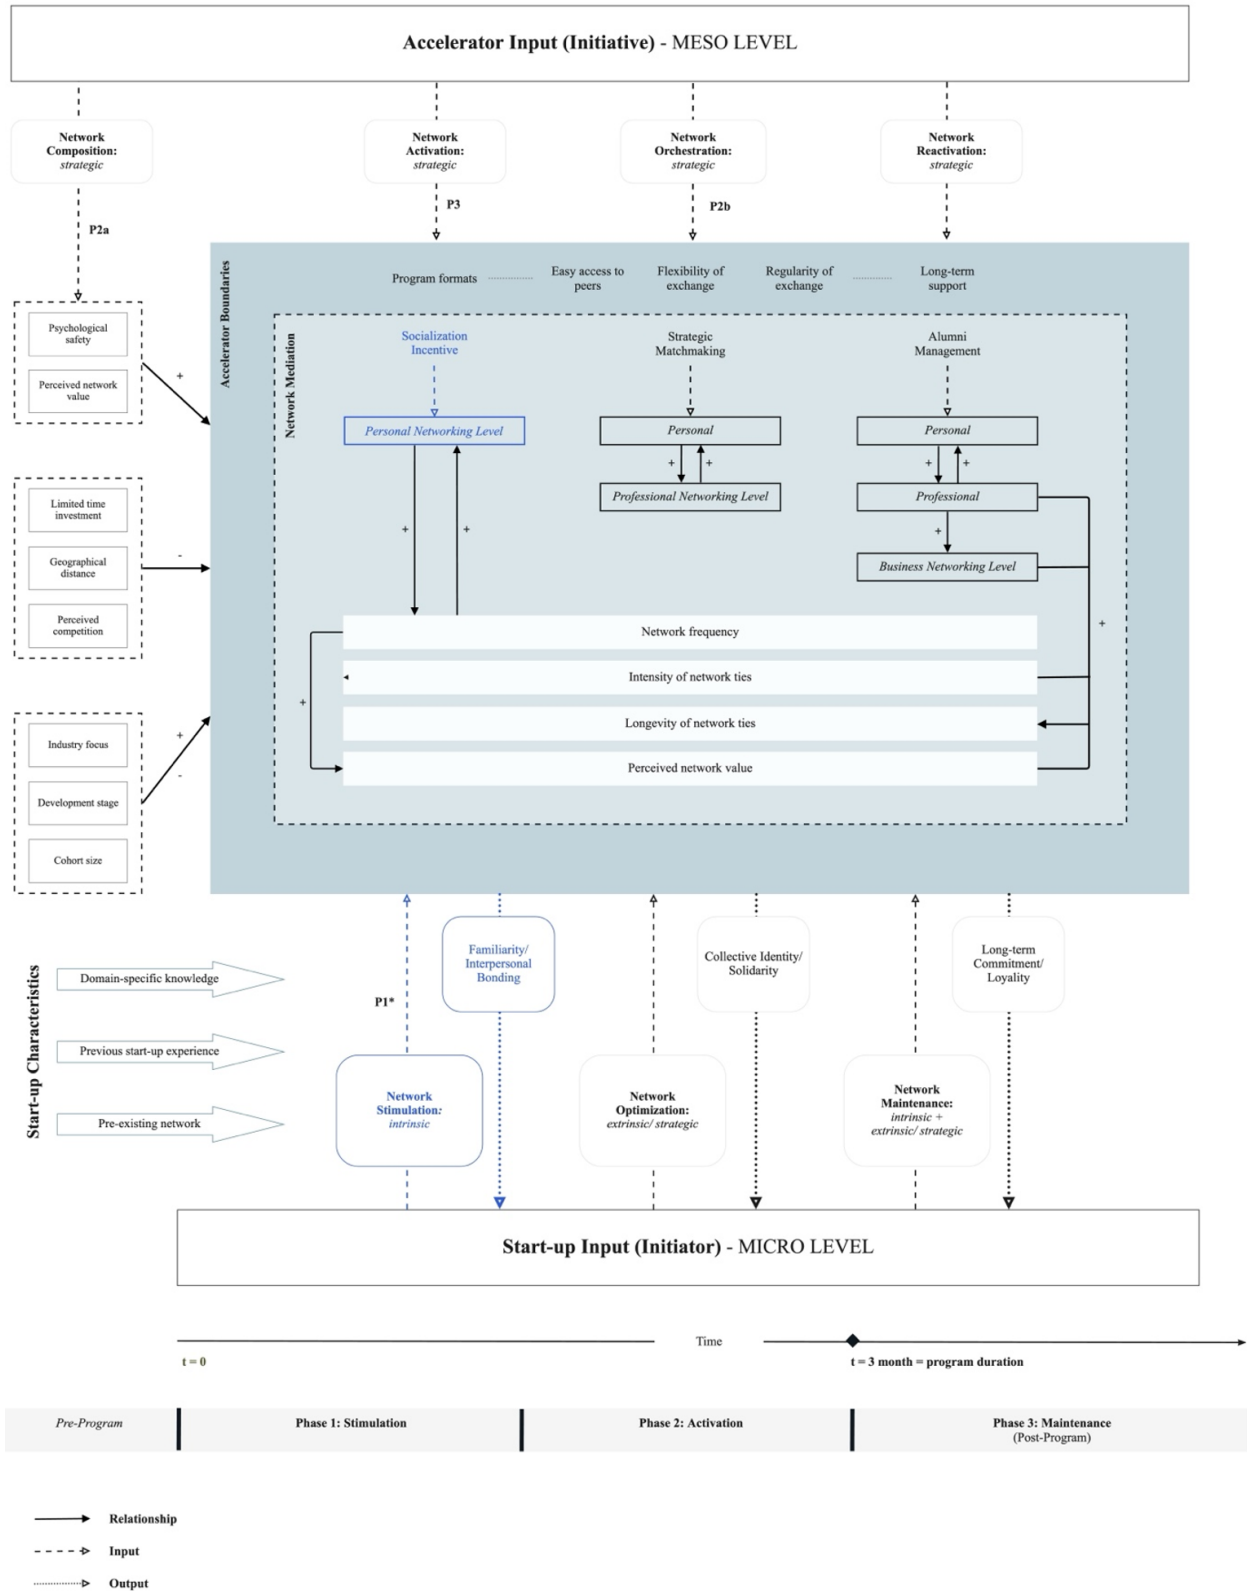 Accelerator Input (Initiative) - MESO LEVEL
Network
Composition:
strategic
Network
Activation:
strategic
Network
Orchestration:
strategic
Network
Reactivation:
strategic
P2a
P3
P2b
Accelerator Boundaries
Program formats
Easy access to
peers
Flexibility of
exchange
Regularity of
exchange
Long-term
support
Psychological
safety
Perceived network
value
+
Limited time
investment
Geographical
distance
Perceived
competition
-
Industry focus
Development stage
Cohort size
+
-
Network Mediation
Socialization
Incentive
Personal Networking Level
+
+
Strategic
Matchmaking
Personal
+
+
Professional Networking Level
Alumni
Management
Personal
+
+
Professional
+
Business Networking Level
+
Network frequency
Intensity of network ties
Longevity of network ties
Perceived network value
+
Start-up Characteristics
Domain-specific knowledge
Previous start-up experience
Pre-existing network
P1*
Familiarity/
Interpersonal
Bonding
Collective Identity/
Solidarity
Long-term
Commitment/
Loyality
Network
Stimulation:
intrinsic
Network
Optimization:
extrinsic/ strategic
Network
Maintenance:
intrinsic +
extrinsic/ strategic
Start-up Input (Initiator) - MICRO LEVEL
Time
t = 0
t = 3 month = program duration
Pre-Program
Phase 1: Stimulation
Phase 2: Activation
Phase 3: Maintenance
(Post-Program)
Relationship
Input
Output